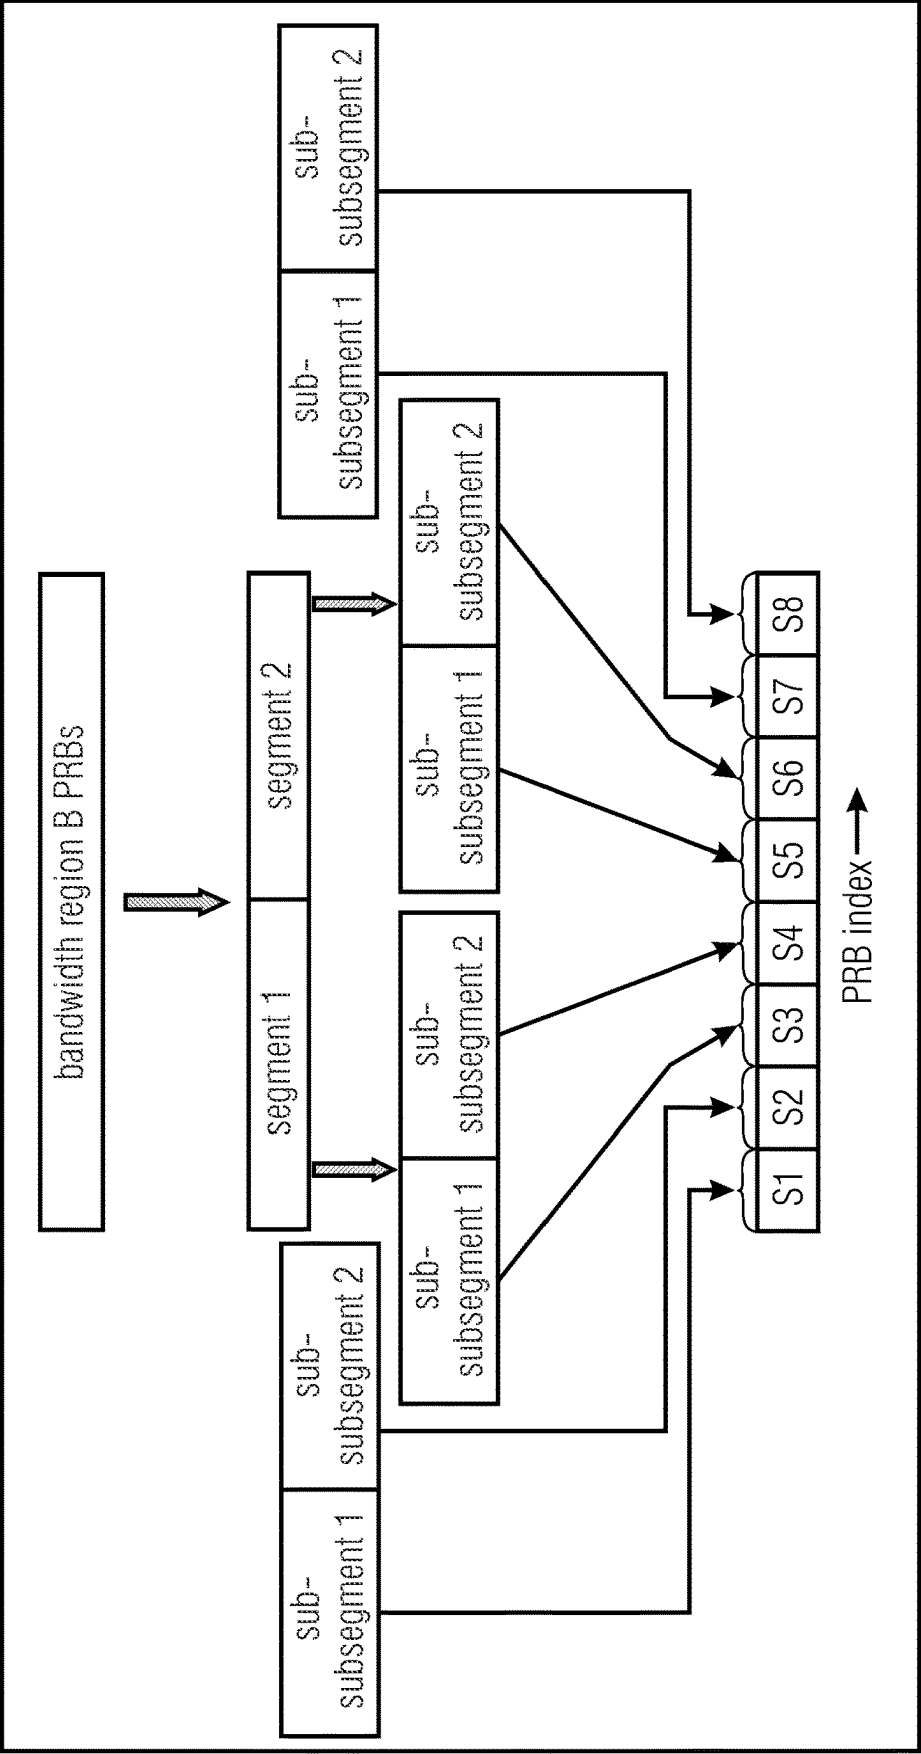 bandwidth region B PRBs
segment 1
segment 2
sub-
subsegment 1
sub-
subsegment 2
sub-
subsegment 1
sub-
subsegment 2
sub-
subsegment 1
sub-
subsegment 2
sub-
subsegment 1
sub-
subsegment 2
S1
S2
S3
S4
S5
S6
S7
S8
PRB index